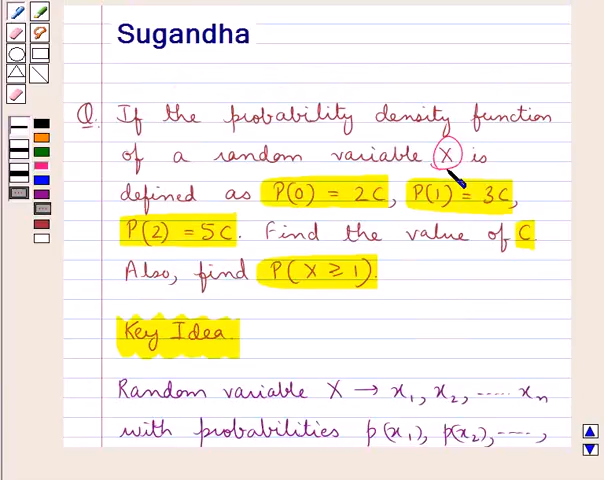 Sugandha
Q. If the probability density function
of a random variable X is
defined as P(0) = 2C, P(1) = 3C,
P(2) = 5C. Find the value of C
Also, find P(X ≥ 1).
Key Idea
Random variable X → x₁, x₂, ..... xₙ
with probabilities p(x₁), p(x₂), ....,